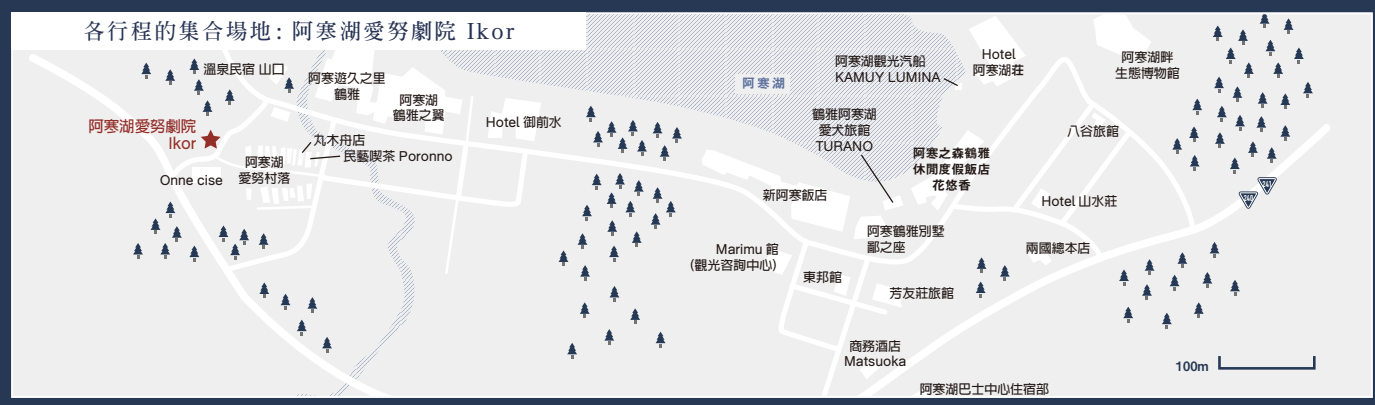 各行程的集合場地: 阿寒湖愛努劇院 Ikor
溫泉民宿 山口
阿寒遊久之里
鶴雅
阿寒湖
鶴雅之翼
Hotel 御前水
阿寒湖愛努劇院
Ikor
丸木舟店
民藝喫茶 Poronno
阿寒湖
愛努村落
Onne cise
阿寒湖
阿寒湖觀光汽船
KAMUY LUMINA
Hotel
阿寒湖荘
阿寒湖畔
生態博物館
鶴雅阿寒湖
愛犬旅館
TURANO
阿寒之森鶴雅
休閒度假飯店
花悠香
八谷旅館
新阿寒飯店
Hotel 山水莊
阿寒鶴雅別墅
鄙之座
兩國總本店
Marimu 館
(觀光咨詢中心)
東邦館
芳友莊旅館
商務酒店
Matsuoka
阿寒湖巴士中心住宿部
241
240
100m